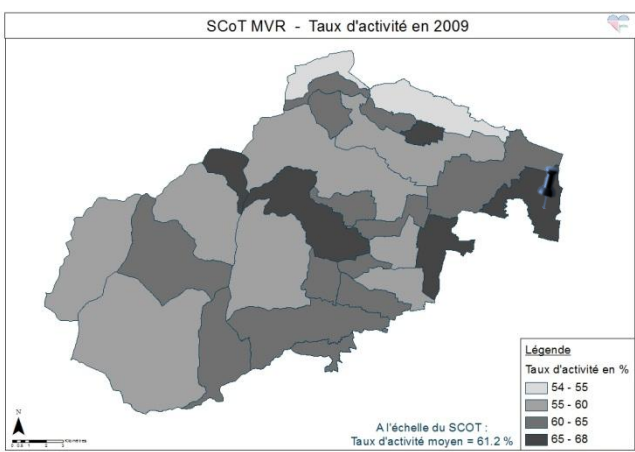 SCoT MVR - Taux d'activité en 2009
Légende
Taux d'activité en %
54 - 55
55 - 60
60 - 65
65 - 68
A l'échelle du SCOT :
Taux d'activité moyen = 61.2 %
N